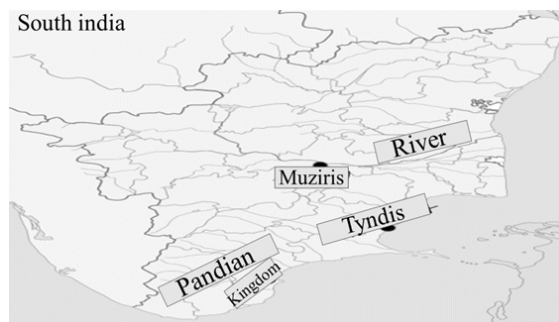 South india
River
Muziris
Tyndis
Pandian
Kingdom